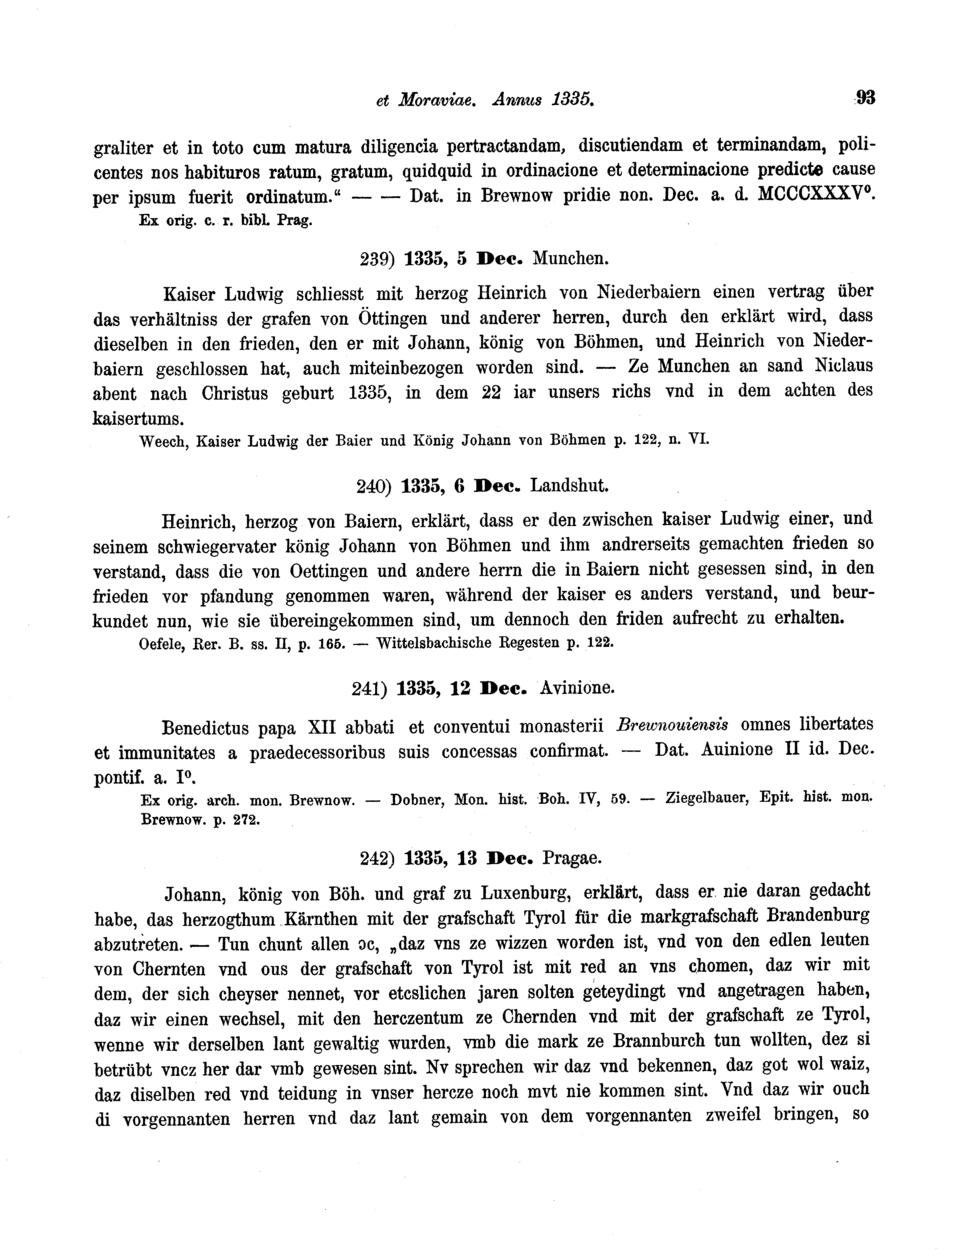 et Moraviae. Annus 1335. 93
graliter et in toto cum matura diligencia pertractandam, discutiendam et terminandam, poli-
centes nos habituros ratum, gratum, quidquid in ordinacione et determinacione predicte cause
per ipsum fuerit ordinatum.“ — — Dat. in Brewnow pridie non. Dec. a. d. MCCCXXXV⁰.
Ex orig. c. r. bibl. Prag.
239) 1335, 5 Dec. Munchen.
Kaiser Ludwig schliesst mit herzog Heinrich von Niederbaiern einen vertrag über
das verhältniss der grafen von Öttingen und anderer herren, durch den erklärt wird, dass
dieselben in den frieden, den er mit Johann, könig von Böhmen, und Heinrich von Nieder-
baiern geschlossen hat, auch miteinbezogen worden sind. — Ze Munchen an sand Niclaus
abent nach Christus geburt 1335, in dem 22 iar unsers richs vnd in dem achten des
kaisertums.
Weech, Kaiser Ludwig der Baier und König Johann von Böhmen p. 122, n. VI.
240) 1335, 6 Dec. Landshut.
Heinrich, herzog von Baiern, erklärt, dass er den zwischen kaiser Ludwig einer, und
seinem schwiegervater könig Johann von Böhmen und ihm andrerseits gemachten frieden so
verstand, dass die von Oettingen und andere herrn die in Baiern nicht gesessen sind, in den
frieden vor pfandung genommen waren, während der kaiser es anders verstand, und beur-
kundet nun, wie sie übereingekommen sind, um dennoch den friden aufrecht zu erhalten.
Oefele, Rer. B. ss. II, p. 165. — Wittelsbachische Regesten p. 122.
241) 1335, 12 Dec. Avinione.
Benedictus papa XII abbati et conventui monasterii Brewnouiensis omnes libertates
et immunitates a praedecessoribus suis concessas confirmat. — Dat. Auinione II id. Dec.
pontif. a. I⁰.
Ex orig. arch. mon. Brewnow. — Dobner, Mon. hist. Boh. IV, 59. — Ziegelbauer, Epit. hist. mon.
Brewnow. p. 272.
242) 1335, 13 Dec. Pragae.
Johann, könig von Böh. und graf zu Luxenburg, erklärt, dass er nie daran gedacht
habe, das herzogthum Kärnthen mit der grafschaft Tyrol für die markgrafschaft Brandenburg
abzutreten. — Tun chunt allen ɔc, „daz vns ze wizzen worden ist, vnd von den edlen leuten
von Chernten vnd ous der grafschaft von Tyrol ist mit red an vns chomen, daz wir mit
dem, der sich cheyser nennet, vor etcslichen jaren solten geteydingt vnd angetragen haben,
daz wir einen wechsel, mit den herczentum ze Chernden vnd mit der grafschaft ze Tyrol,
wenne wir derselben lant gewaltig wurden, vmb die mark ze Brannburch tun wollten, dez si
betrübt vncz her dar vmb gewesen sint. Nv sprechen wir daz vnd bekennen, daz got wol waiz,
daz diselben red vnd teidung in vnser hercze noch mvt nie kommen sint. Vnd daz wir ouch
di vorgennanten herren vnd daz lant gemain von dem vorgennanten zweifel bringen, so